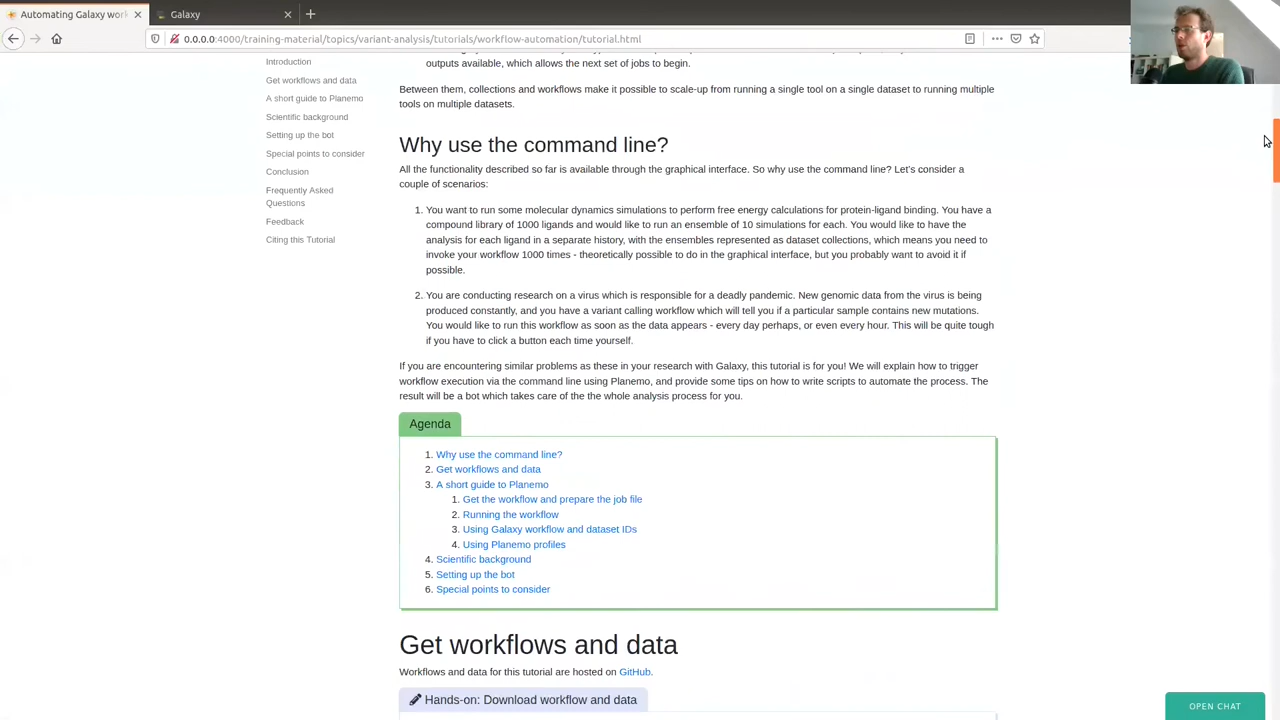 Automating Galaxy wor
Galaxy
0.0.0.0:4000/training-material/topics/variant-analysis/tutorials/workflow-automation/tutorial.html
Introduction
Get workflows and data
A short guide to Planemo
Scientific background
Setting up the bot
Special points to consider
Conclusion
Frequently Asked
Questions
Feedback
Citing this Tutorial
outputs available, which allows the next set of jobs to begin.
Between them, collections and workflows make it possible to scale-up from running a single tool on a single dataset to running multiple
tools on multiple datasets.
Why use the command line?
All the functionality described so far is available through the graphical interface. So why use the command line? Let's consider a
couple of scenarios:
1. You want to run some molecular dynamics simulations to perform free energy calculations for protein-ligand binding. You have a
compound library of 1000 ligands and would like to run an ensemble of 10 simulations for each. You would like to have the
analysis for each ligand in a separate history, with the ensembles represented as dataset collections, which means you need to
invoke your workflow 1000 times - theoretically possible to do in the graphical interface, but you probably want to avoid it if
possible.
2. You are conducting research on a virus which is responsible for a deadly pandemic. New genomic data from the virus is being
produced constantly, and you have a variant calling workflow which will tell you if a particular sample contains new mutations.
You would like to run this workflow as soon as the data appears - every day perhaps, or even every hour. This will be quite tough
if you have to click a button each time yourself.
If you are encountering similar problems as these in your research with Galaxy, this tutorial is for you! We will explain how to trigger
workflow execution via the command line using Planemo, and provide some tips on how to write scripts to automate the process. The
result will be a bot which takes care of the the whole analysis process for you.
Agenda
1. Why use the command line?
2. Get workflows and data
3. A short guide to Planemo
1. Get the workflow and prepare the job file
2. Running the workflow
3. Using Galaxy workflow and dataset IDs
4. Using Planemo profiles
4. Scientific background
5. Setting up the bot
6. Special points to consider
Get workflows and data
Workflows and data for this tutorial are hosted on GitHub.
Hands-on: Download workflow and data
OPEN CHAT